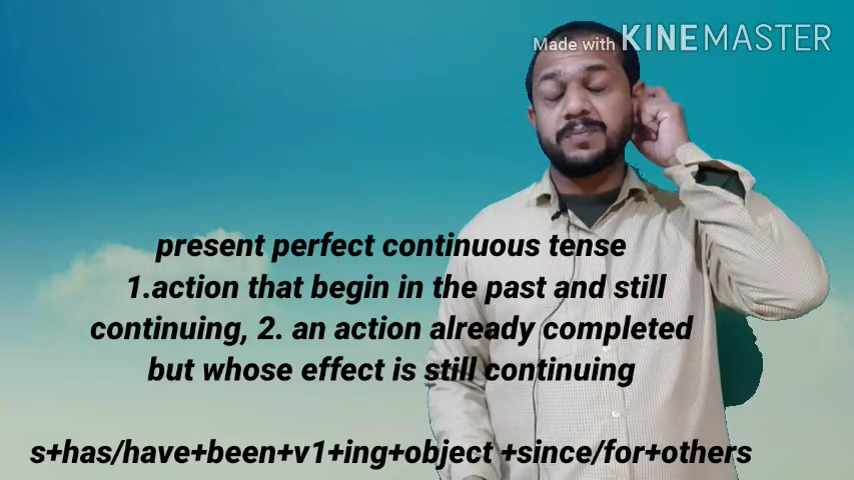 Made with KINEMASTER
present perfect continuous tense
1.action that begin in the past and still
continuing, 2. an action already completed
but whose effect is still continuing
s+has/have+been+v1+ing+object +since/for+others